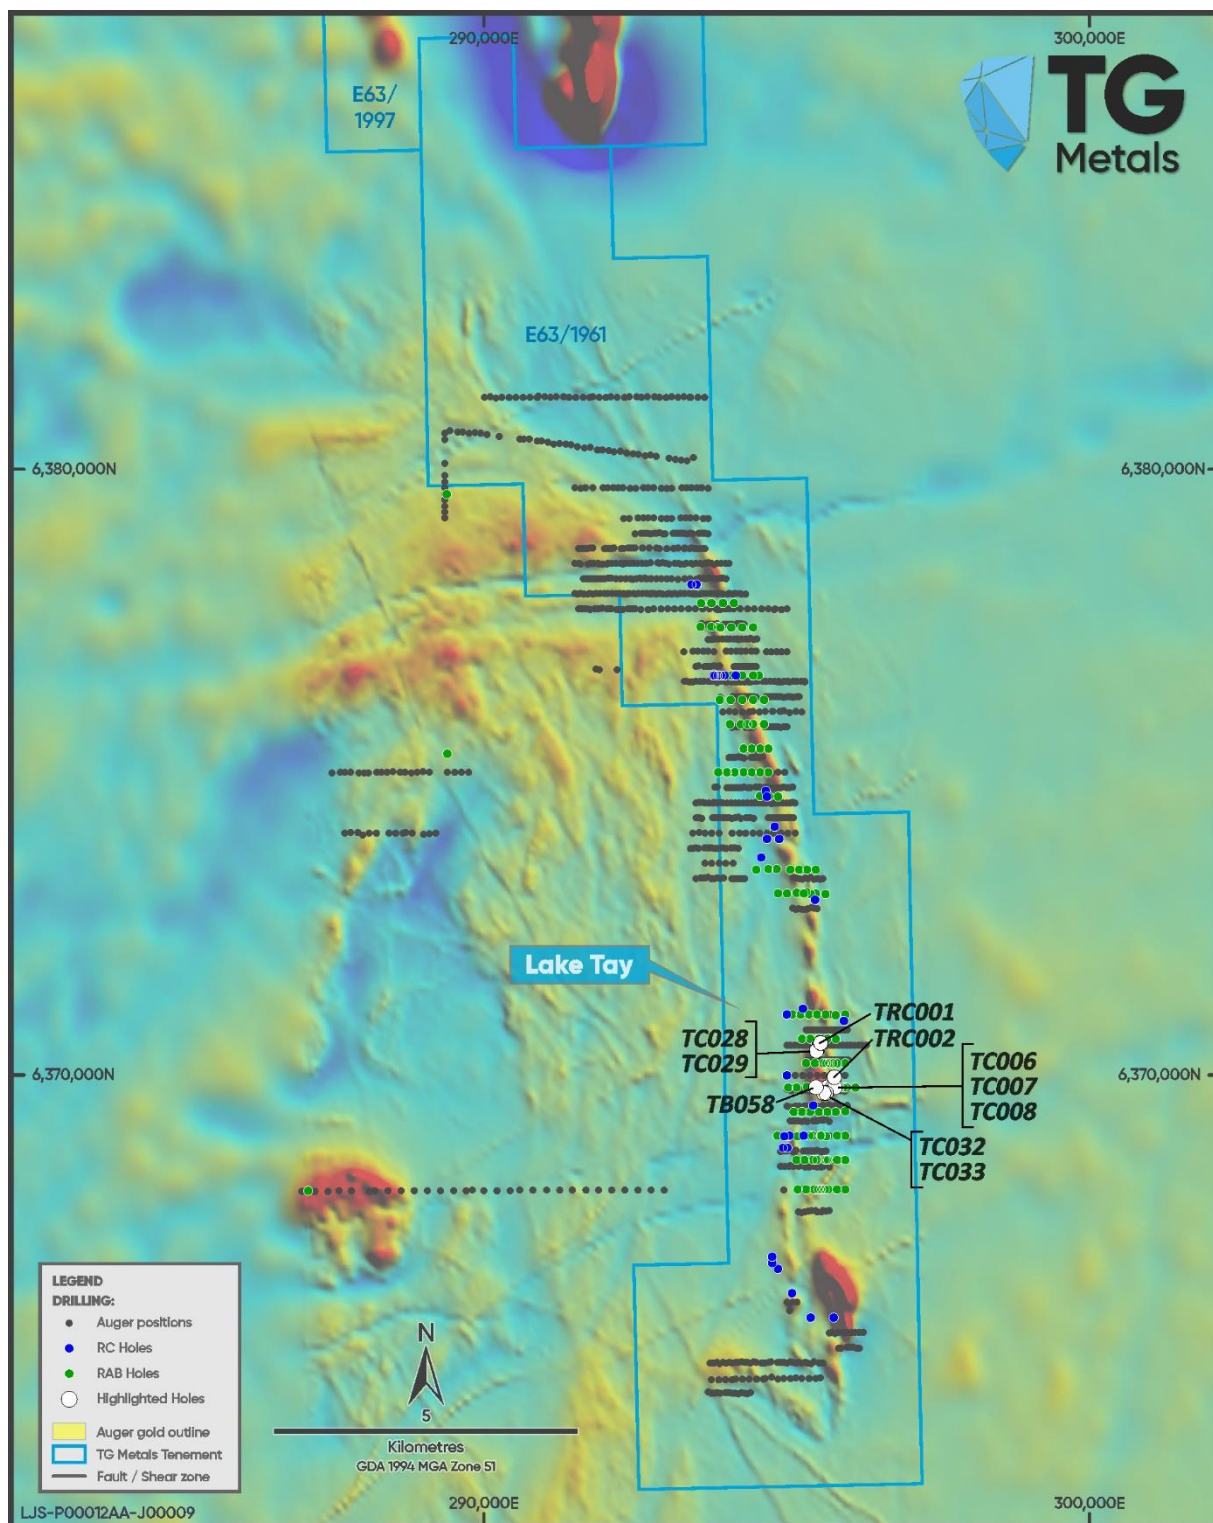 290,000E
300,000E
TG
Metals
E63/
1997
E63/1961
6,380,000N
6,380,000N
Lake Tay
TRC001
TC028
TRC002
TC029
TC006
6,370,000N
TC007
6,370,000N
TB058
TC008
TC032
TC033
LEGEND
DRILLING:
Auger positions
RC Holes
RAB Holes
Highlighted Holes
Auger gold outline
TG Metals Tenement
Fault / Shear zone
N
5
Kilometres
GDA 1994 MGA Zone 51
LJS-P00012AA-J00009
290,000E
300,000E